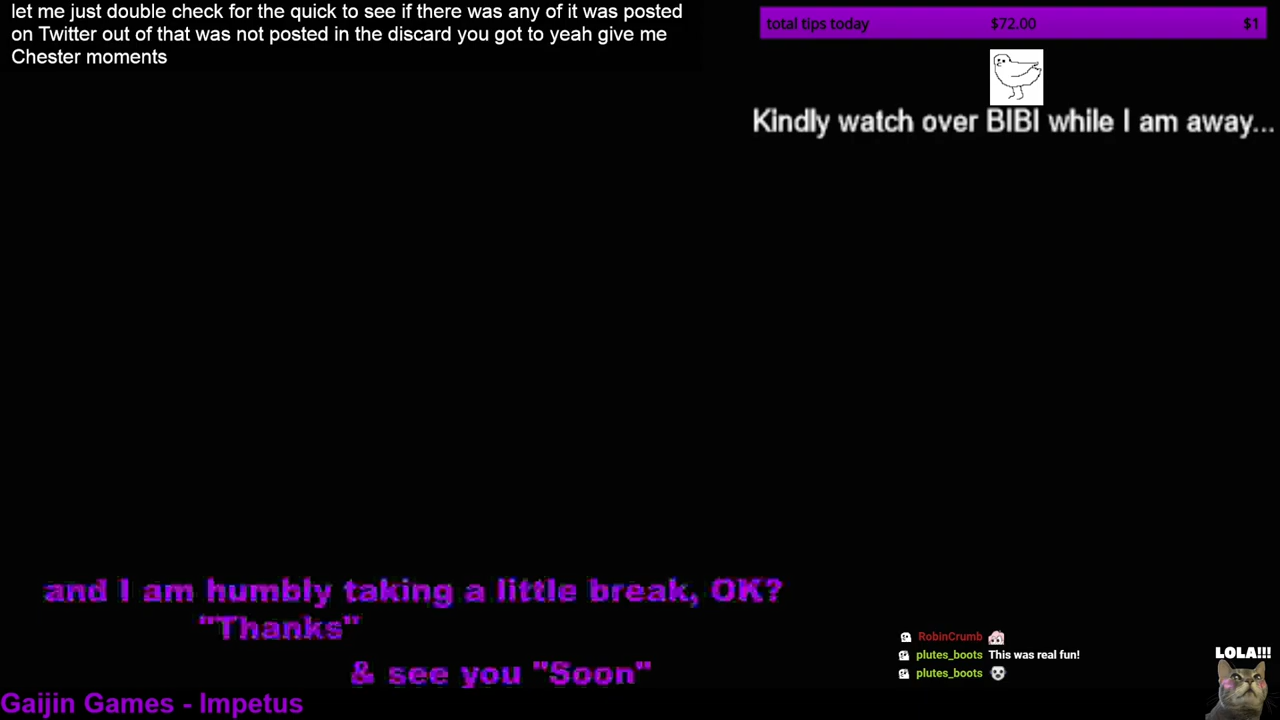 let me just double check for the quick to see if there was any of it was posted
on Twitter out of that was not posted in the discard you got to yeah give me
Chester moments
total tips today $72.00 $1
Kindly watch over BIBI while I am away...
and I am humbly taking a little break, OK?
"Thanks"
& see you "Soon"
RobinCrumb
plutes_boots This was real fun!
plutes_boots
LOLA!!!
Gaijin Games - Impetus